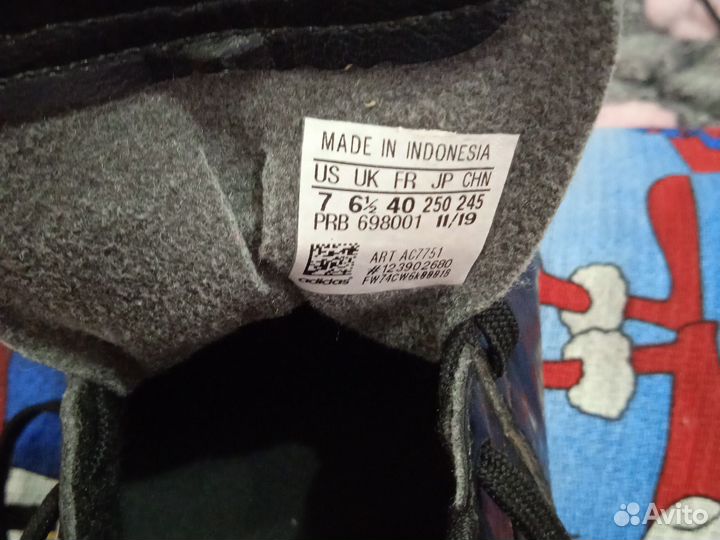 MADE IN INDONESIA
US UK FR JP CHN
7 6½ 40 250 245
PRB 698001 11/19
ART AC7751
#123902680
adidas
Avito